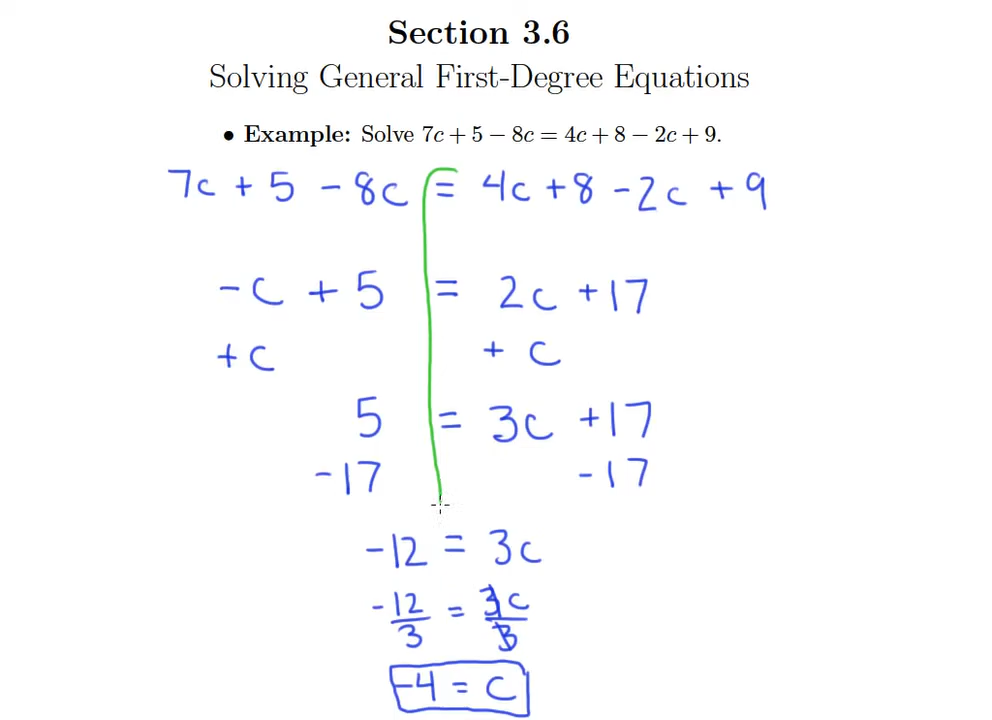 Section 3.6
Solving General First-Degree Equations
• Example: Solve 7c + 5 − 8c = 4c + 8 − 2c + 9.
7c + 5 - 8c = 4c + 8 - 2c + 9
-c + 5 = 2c + 17
+c + c
5 = 3c + 17
-17 -17
-12 = 3c
-12/3 = 3c/3
-4 = c